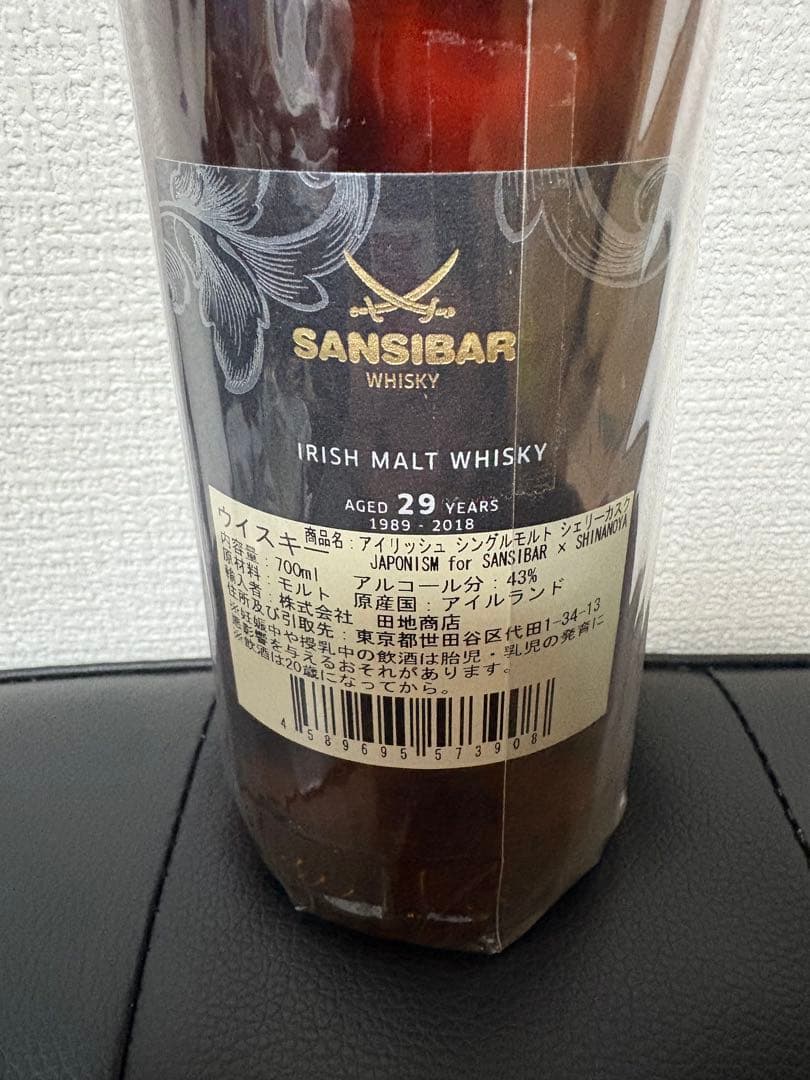 SANSIBAR
WHISKY
IRISH MALT WHISKY
AGED 29 YEARS
1989 - 2018
ウイスキー 商品名：アイリッシュ シングルモルト シェリーカスク
JAPONISM for SANSIBAR × SHINANOYA
内容量：700ml アルコール分：43%
原材料：モルト 原産国：アイルランド
輸入者：株式会社 田地商店
住所及び引取先：東京都世田谷区代田1-34-13
※妊娠中や授乳中の飲酒は胎児・乳児の発育に
悪影響を与えるおそれがあります。
※飲酒は20歳になってから。
4 589695 573908